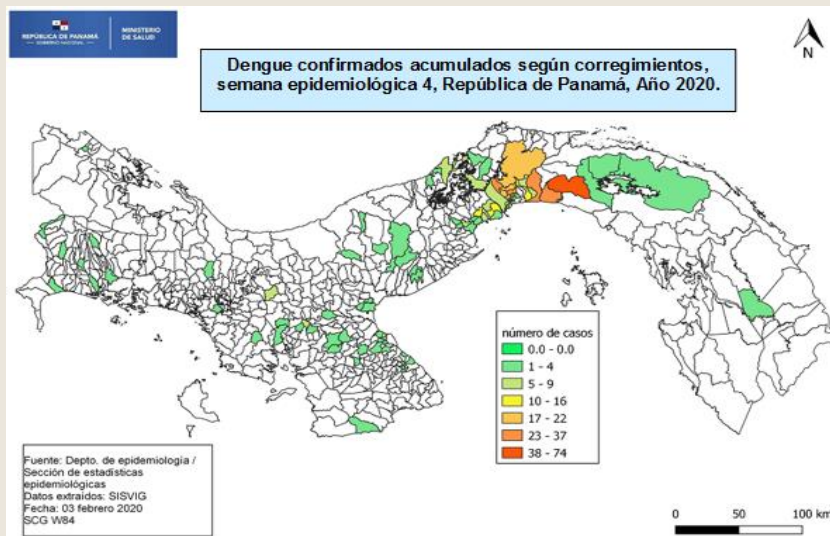 REPÚBLICA DE PANAMÁ
GOBIERNO NACIONAL
MINISTERIO
DE SALUD
Dengue confirmados acumulados según corregimientos,
semana epidemiológica 4, República de Panamá, Año 2020.
N
número de casos
0.0 - 0.0
1 - 4
5 - 9
10 - 16
17 - 22
23 - 37
38 - 74
Fuente: Depto. de epidemiología /
Sección de estadísticas
epidemiológicas
Datos extraídos: SISVIG
Fecha: 03 febrero 2020
SCG W84
0 50 100 km